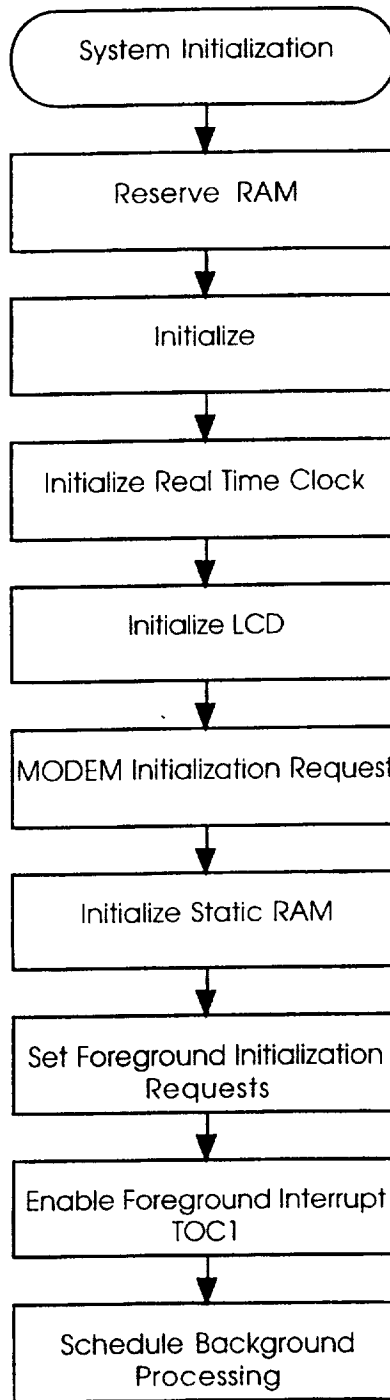 System Initialization
Reserve RAM
Initialize
Initialize Real Time Clock
Initialize LCD
MODEM Initialization Request
Initialize Static RAM
Set Foreground Initialization
Requests
Enable Foreground Interrupt
TOC1
Schedule Background
Processing